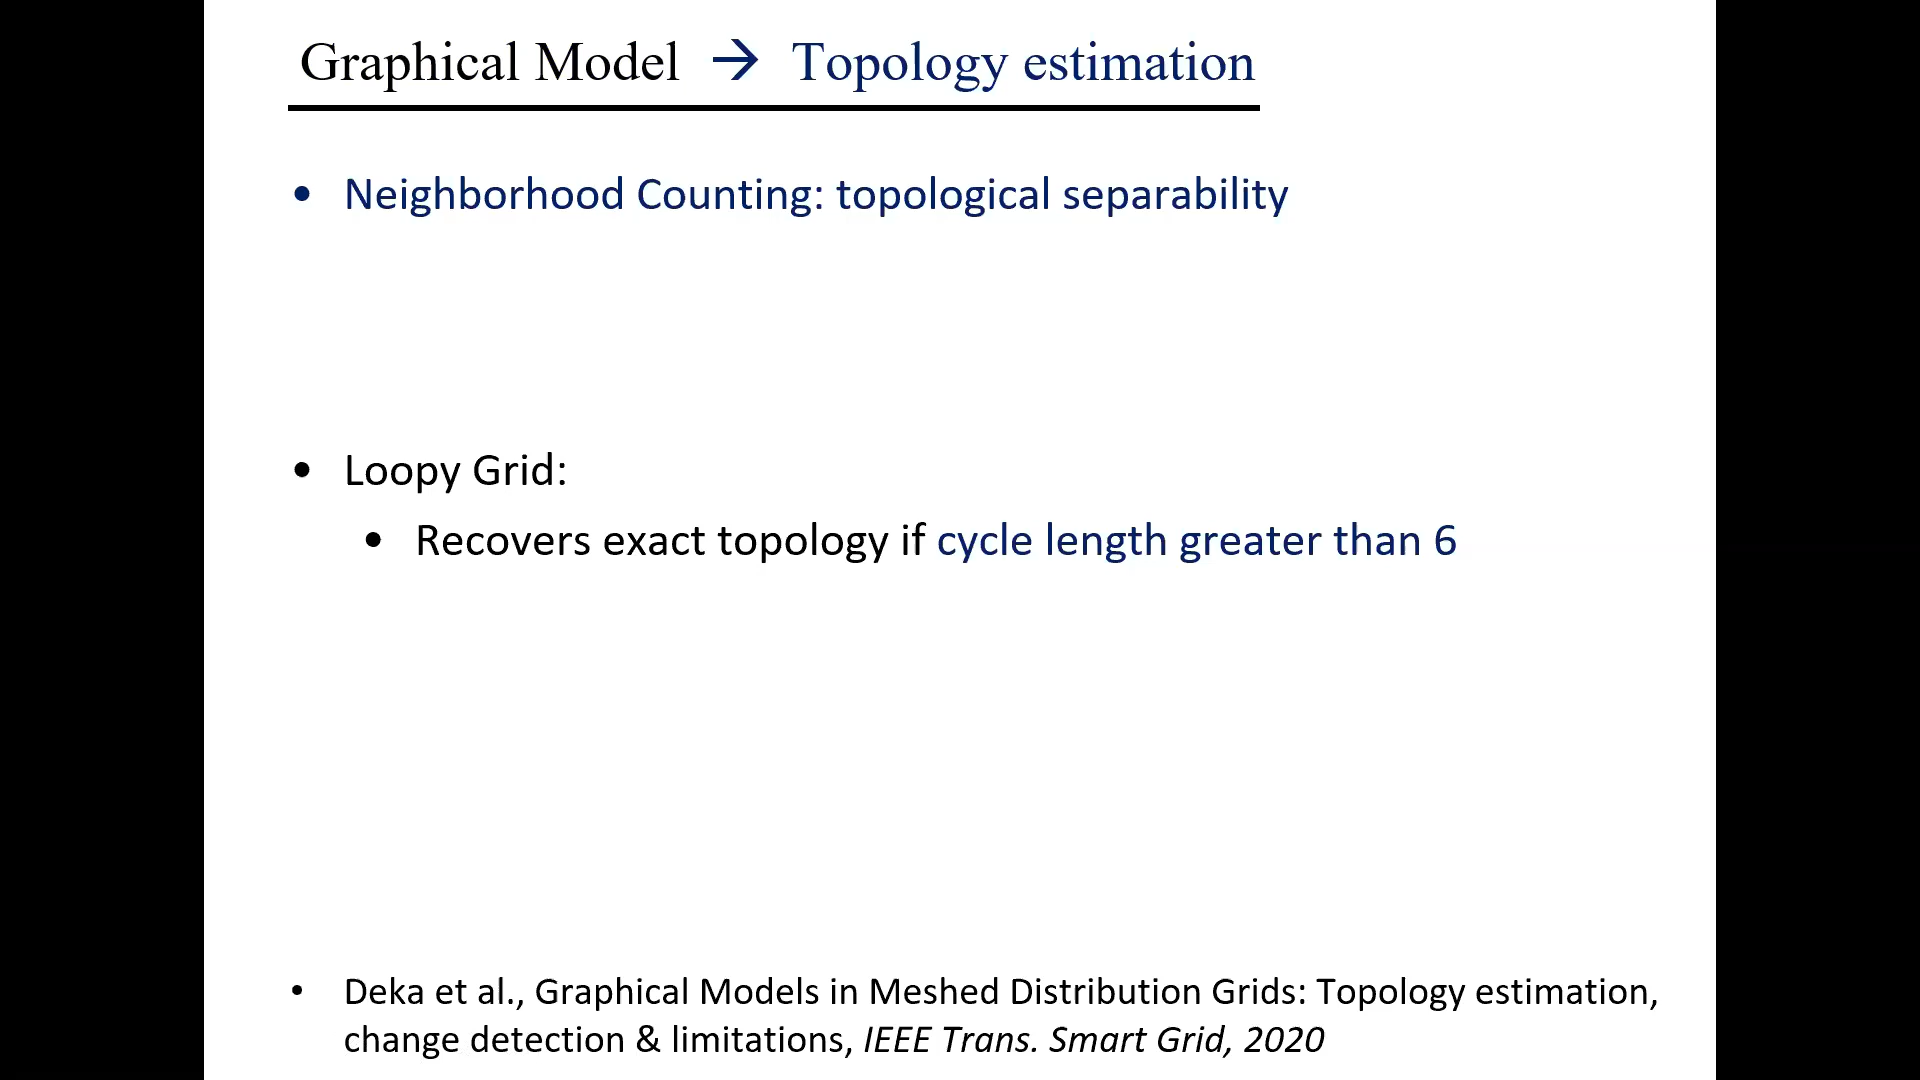 Graphical Model → Topology estimation
• Neighborhood Counting: topological separability
• Loopy Grid:
• Recovers exact topology if cycle length greater than 6
• Deka et al., Graphical Models in Meshed Distribution Grids: Topology estimation,
change detection & limitations, IEEE Trans. Smart Grid, 2020